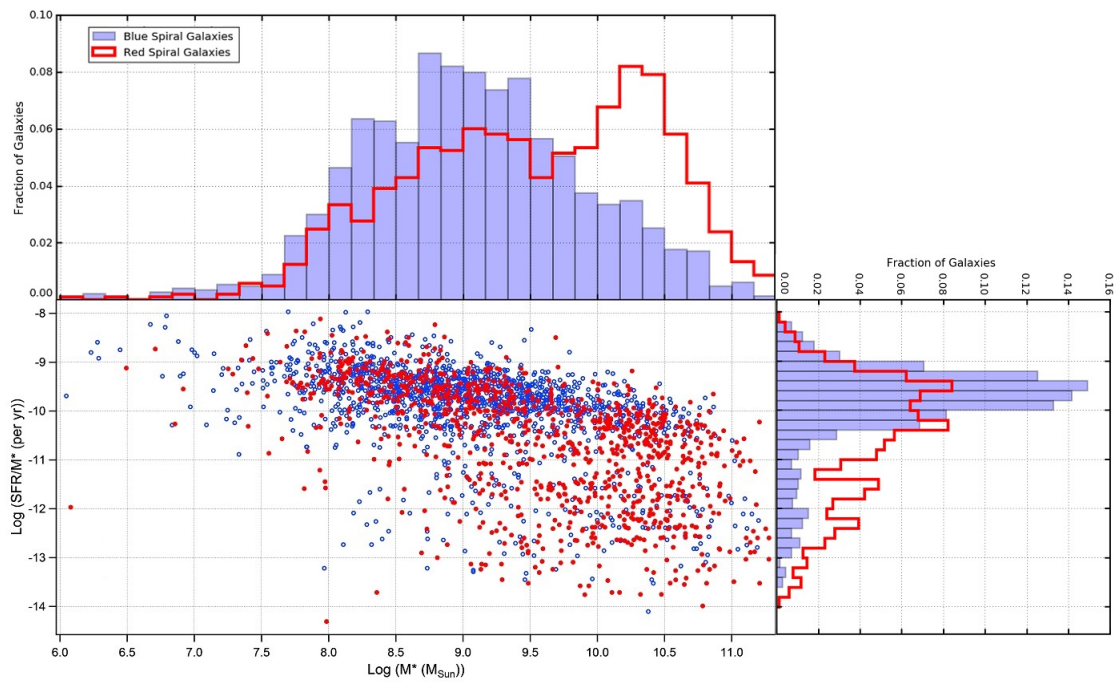 0.10
Blue Spiral Galaxies
Red Spiral Galaxies
0.08
0.06
0.04
0.02
0.00
Fraction of Galaxies
Fraction of Galaxies
0.00 0.02 0.04 0.06 0.08 0.10 0.12 0.14 0.16
-8
-9
-10
-11
-12
-13
-14
Log (SFR/M* (per yr))
6.0 6.5 7.0 7.5 8.0 8.5 9.0 9.5 10.0 10.5 11.0
Log (M* (MSun))